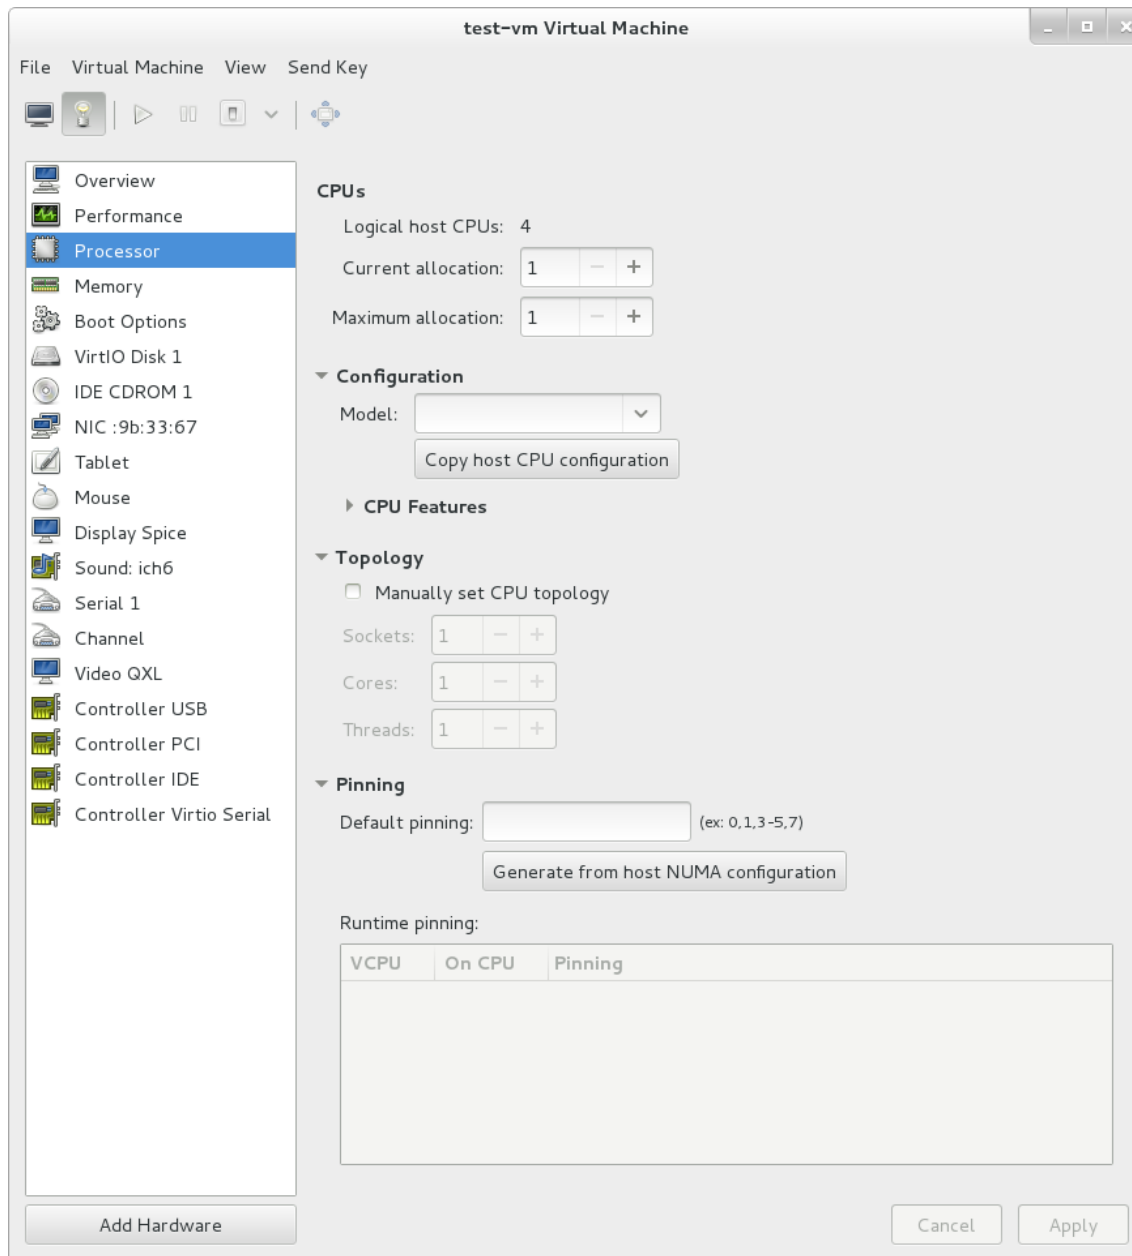 test-vm Virtual Machine
File Virtual Machine View Send Key
Overview
Performance
Processor
Memory
Boot Options
VirtIO Disk 1
IDE CDROM 1
NIC :9b:33:67
Tablet
Mouse
Display Spice
Sound: ich6
Serial 1
Channel
Video QXL
Controller USB
Controller PCI
Controller IDE
Controller Virtio Serial
Add Hardware
CPUs
Logical host CPUs: 4
Current allocation: 1 − +
Maximum allocation: 1 − +
Configuration
Model:
Copy host CPU configuration
CPU Features
Topology
Manually set CPU topology
Sockets: 1 − +
Cores: 1 − +
Threads: 1 − +
Pinning
Default pinning: (ex: 0,1,3-5,7)
Generate from host NUMA configuration
Runtime pinning:
VCPU On CPU Pinning
Cancel Apply